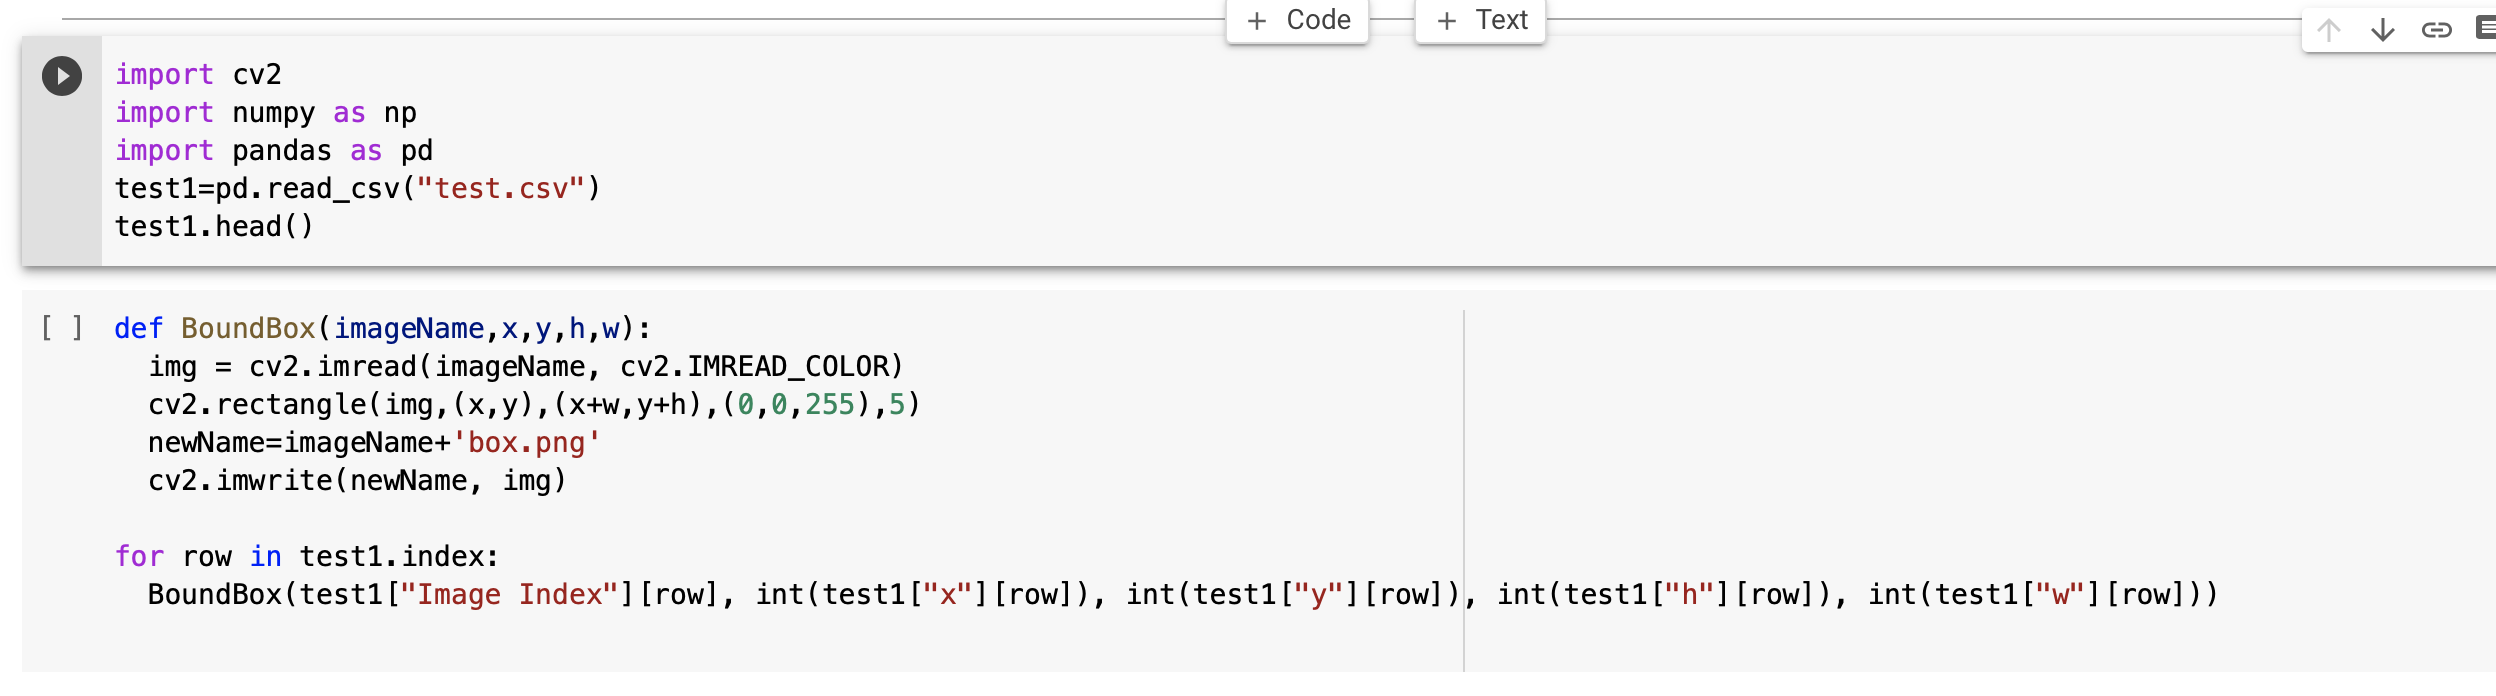 + Code + Text
import cv2
import numpy as np
import pandas as pd
test1=pd.read_csv("test.csv")
test1.head()
[ ] def BoundBox(imageName,x,y,h,w):
  img = cv2.imread(imageName, cv2.IMREAD_COLOR)
  cv2.rectangle(img,(x,y),(x+w,y+h),(0,0,255),5)
  newName=imageName+'box.png'
  cv2.imwrite(newName, img)
for row in test1.index:
  BoundBox(test1["Image Index"][row], int(test1["x"][row]), int(test1["y"][row]), int(test1["h"][row]), int(test1["w"][row]))